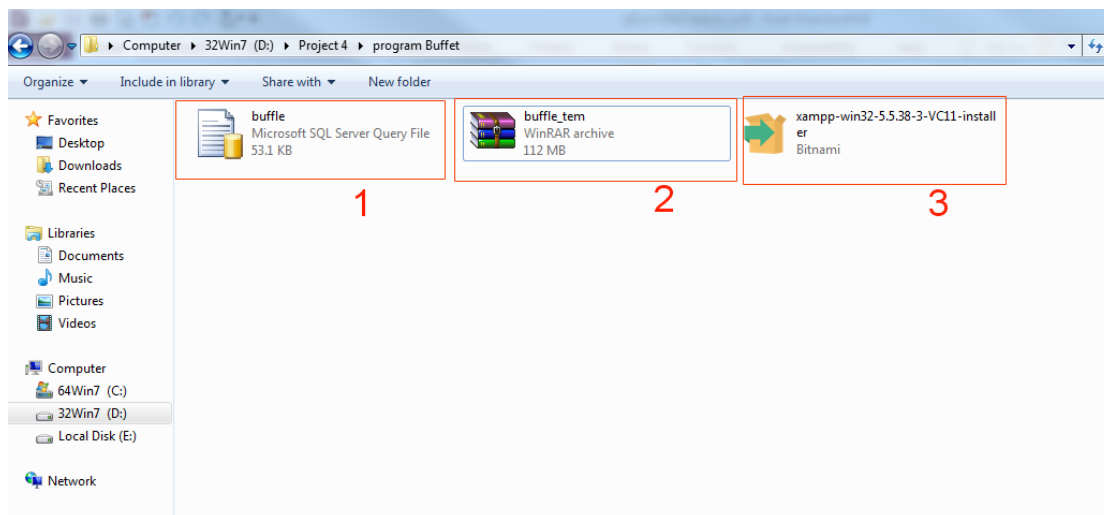 Computer ▸ 32Win7 (D:) ▸ Project 4 ▸ program Buffet
Organize Include in library Share with New folder
Favorites
Desktop
Downloads
Recent Places
Libraries
Documents
Music
Pictures
Videos
Computer
64Win7 (C:)
32Win7 (D:)
Local Disk (E:)
Network
buffle
Microsoft SQL Server Query File
53.1 KB
1
buffle_tem
WinRAR archive
112 MB
2
xampp-win32-5.5.38-3-VC11-install
er
Bitnami
3